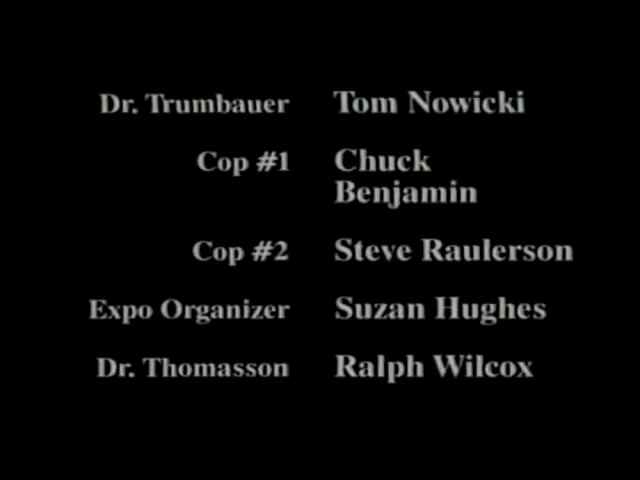 Dr. Trumbauer Tom Nowicki
Cop #1 Chuck
Benjamin
Cop #2 Steve Raulerson
Expo Organizer Suzan Hughes
Dr. Thomasson Ralph Wilcox